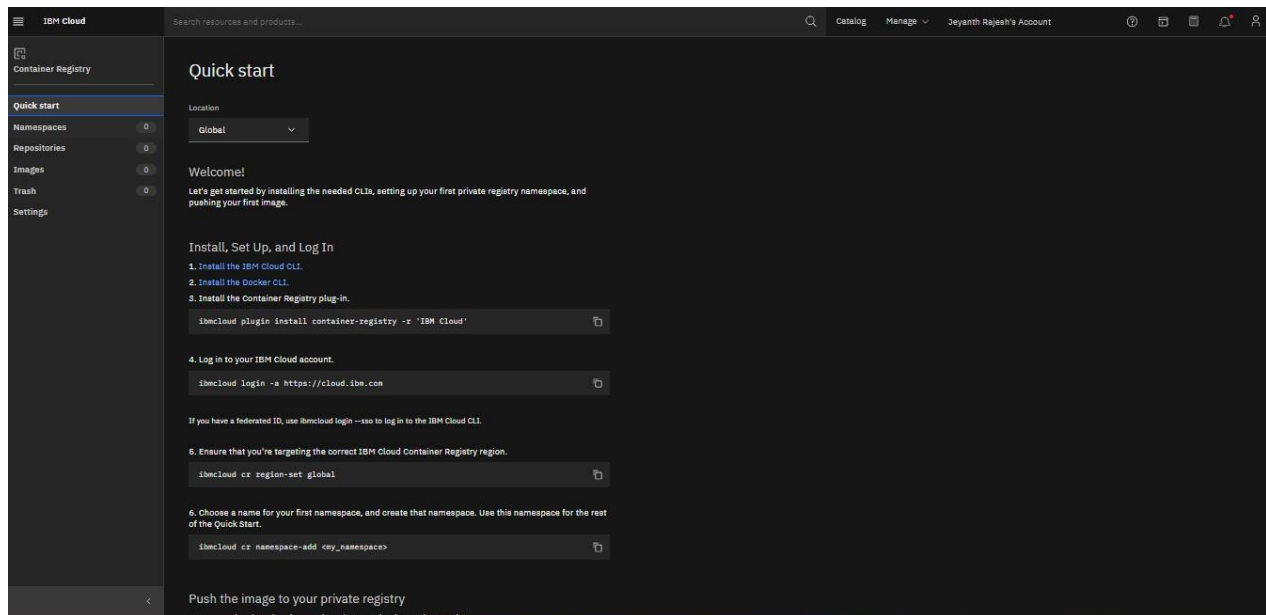 IBM Cloud
Search resources and products...
Catalog
Manage
Jeyanth Rajesh's Account
Container Registry
Quick start
Namespaces 0
Repositories 0
Images 0
Trash 0
Settings
Quick start
Location
Global
Welcome!
Let's get started by installing the needed CLIs, setting up your first private registry namespace, and
pushing your first image.
Install, Set Up, and Log In
1. Install the IBM Cloud CLI.
2. Install the Docker CLI.
3. Install the Container Registry plug-in.
ibmcloud plugin install container-registry -r 'IBM Cloud'
4. Log in to your IBM Cloud account.
ibmcloud login -a https://cloud.ibm.com
If you have a federated ID, use ibmcloud login --sso to log in to the IBM Cloud CLI.
5. Ensure that you're targeting the correct IBM Cloud Container Registry region.
ibmcloud cr region-set global
6. Choose a name for your first namespace, and create that namespace. Use this namespace for the rest
of the Quick Start.
ibmcloud cr namespace-add <my_namespace>
Push the image to your private registry